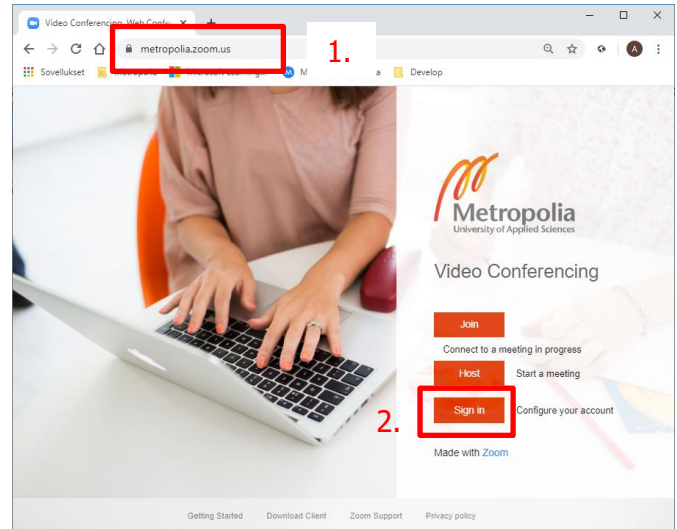 Video Conferencing, Web Confe
metropolia.zoom.us
1.
A
Sovellukset
Develop
Metropolia
University of Applied Sciences
Video Conferencing
Join
Connect to a meeting in progress
Host Start a meeting
2. Sign in Configure your account
Made with Zoom
Getting Started Download Client Zoom Support Privacy policy